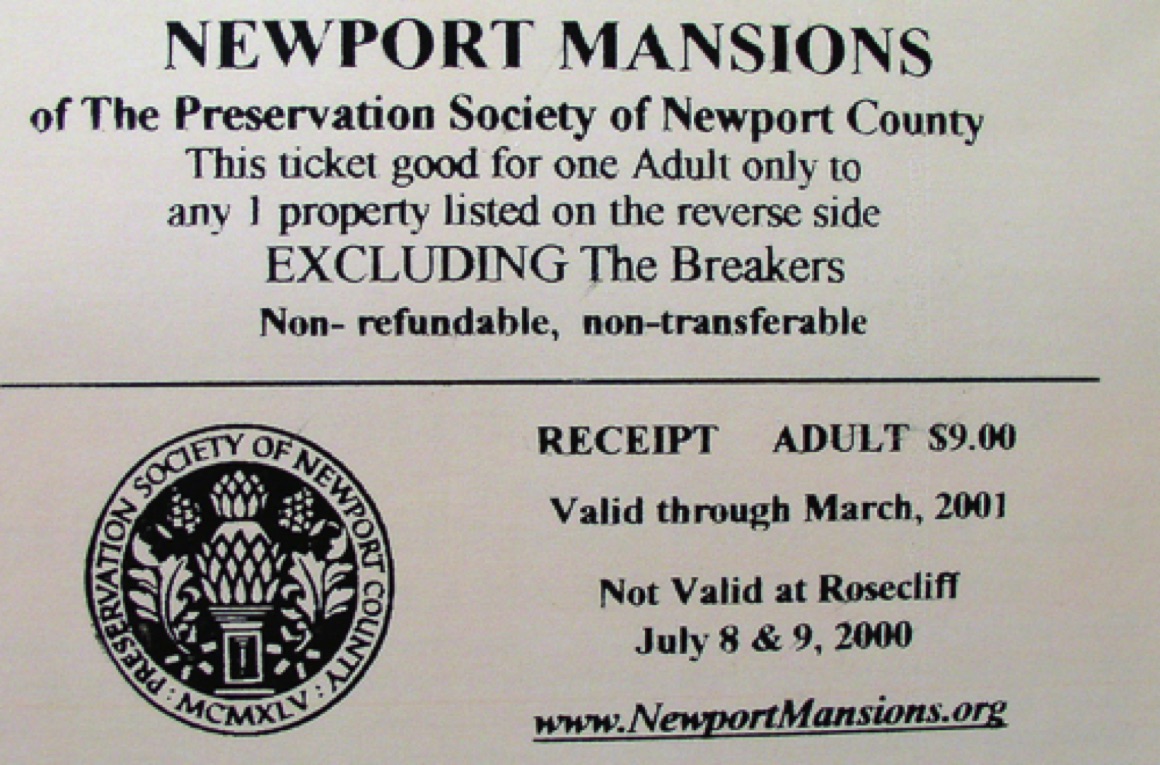 NEWPORT MANSIONS
of The Preservation Society of Newport County
This ticket good for one Adult only to
any 1 property listed on the reverse side
EXCLUDING The Breakers
Non- refundable, non-transferable
PRESERVATION SOCIETY OF NEWPORT COUNTY :
MCMXLV :
RECEIPT ADULT $9.00
Valid through March, 2001
Not Valid at Rosecliff
July 8 & 9, 2000
www.NewportMansions.org